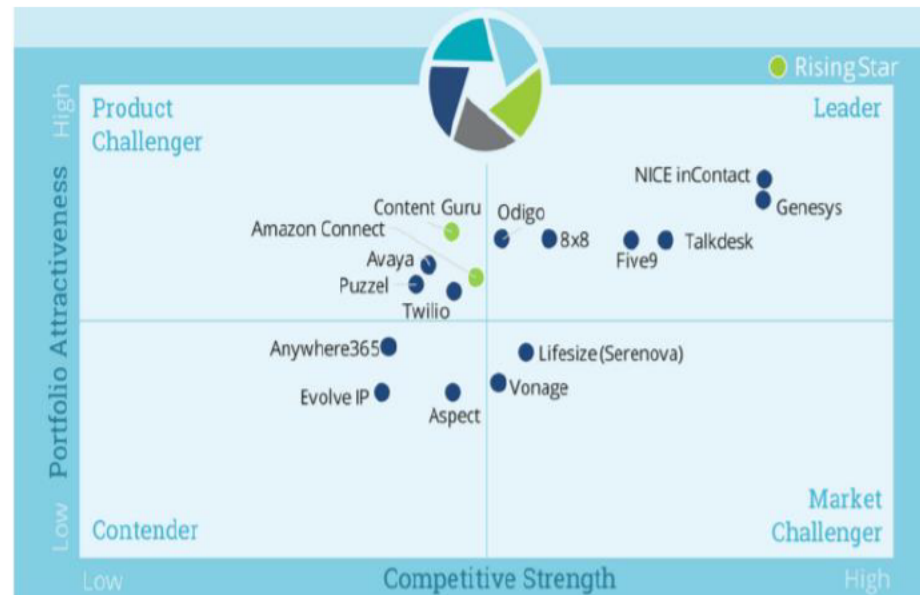 Rising Star
High
Product
Challenger
Leader
NICE inContact
Genesys
Content Guru
Odigo
Amazon Connect
8x8
Talkdesk
Five9
Avaya
Puzzel
Twilio
Portfolio Attractiveness
Anywhere365
Lifesize(Serenova)
Evolve IP
Vonage
Aspect
Low
Contender
Market
Challenger
Low
Competitive Strength
High